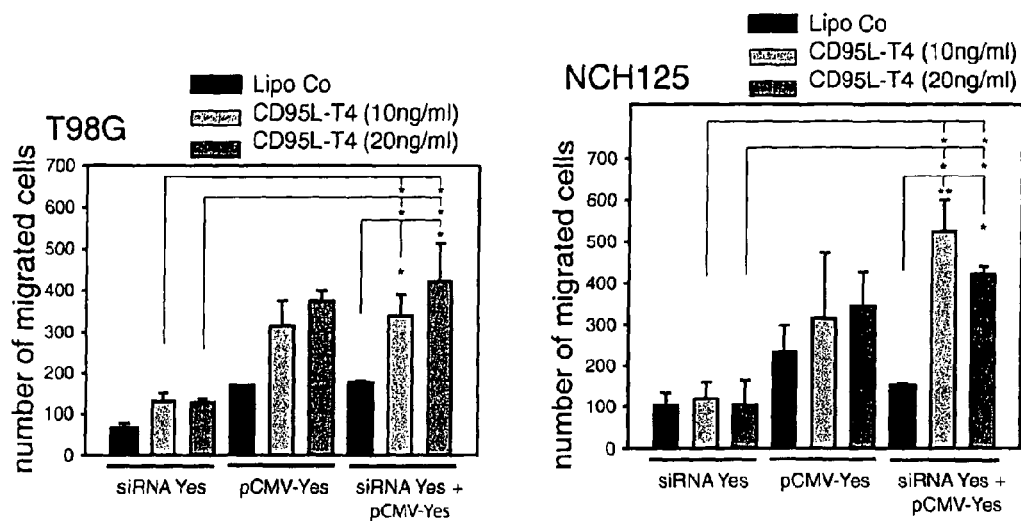 T98G
Lipo Co
CD95L-T4 (10ng/ml)
CD95L-T4 (20ng/ml)
number of migrated cells
700
600
500
400
300
200
100
0
* *
* *
* *
*
siRNA Yes
pCMV-Yes
siRNA Yes +
pCMV-Yes
NCH125
Lipo Co
CD95L-T4 (10ng/ml)
CD95L-T4 (20ng/ml)
number of migrated cells
700
600
500
400
300
200
100
0
* *
* *
* *
** *
siRNA Yes
pCMV-Yes
siRNA Yes +
pCMV-Yes